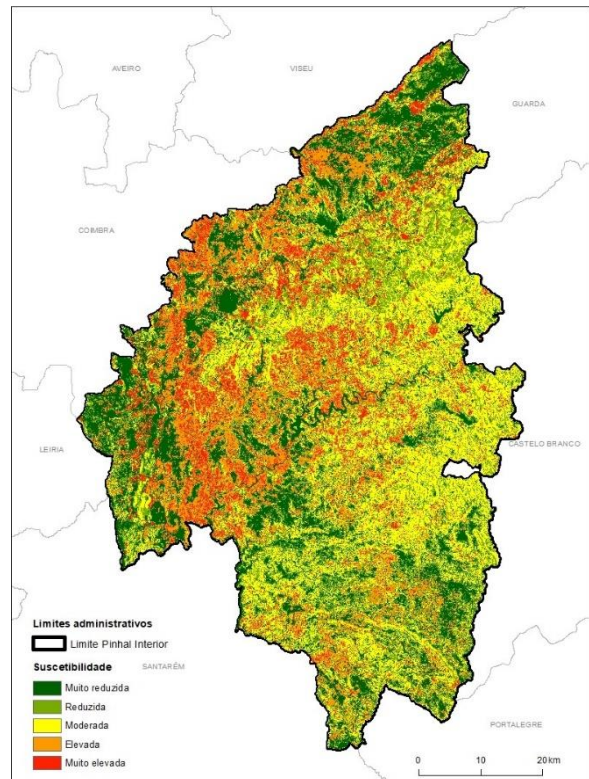 AVEIRO
VISEU
GUARDA
COIMBRA
LEIRIA
CASTELO BRANCO
Limites administrativos
Limite Pinhal Interior
Suscetibilidade
SANTARÉM
Muito reduzida
Reduzida
Moderada
Elevada
Muito elevada
PORTALEGRE
0 10 20 km